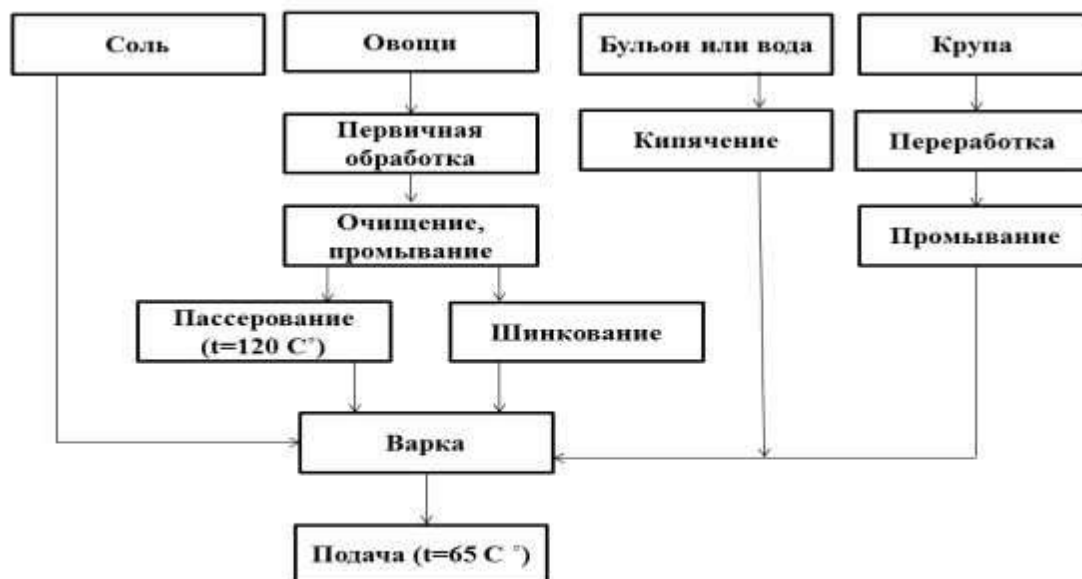 Соль
Овощи
Бульон или вода
Крупа
Первичная
обработка
Кипячение
Переработка
Очищение,
промывание
Промывание
Пассерование
(t=120 C˚)
Шинкование
Варка
Подача (t=65 C ˚)